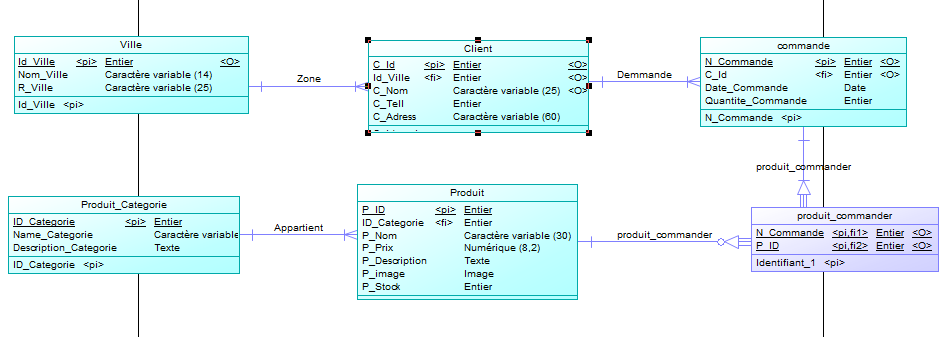 Ville
Id_Ville <pi> Entier <O>
Nom_Ville Caractère variable (14)
R_Ville Caractère variable (25)
Id_Ville <pi>
Zone
Client
C_Id <pi> Entier <O>
Id_Ville <fi> Entier <O>
C_Nom Caractère variable (25) <O>
C_Tell Entier
C_Adress Caractère variable (60)
Demmande
commande
N_Commande <pi> Entier <O>
C_Id <fi> Entier <O>
Date_Commande Date
Quantite_Commande Entier
N_Commande <pi>
produit_commander
Produit_Categorie
ID_Categorie <pi> Entier
Name_Categorie Caractère variable
Description_Categorie Texte
ID_Categorie <pi>
Appartient
Produit
P_ID <pi> Entier
ID_Categorie <fi> Entier
P_Nom Caractère variable (30)
P_Prix Numérique (8,2)
P_Description Texte
P_image Image
P_Stock Entier
produit_commander
produit_commander
N_Commande <pi,fi1> Entier <O>
P_ID <pi,fi2> Entier <O>
Identifiant_1 <pi>